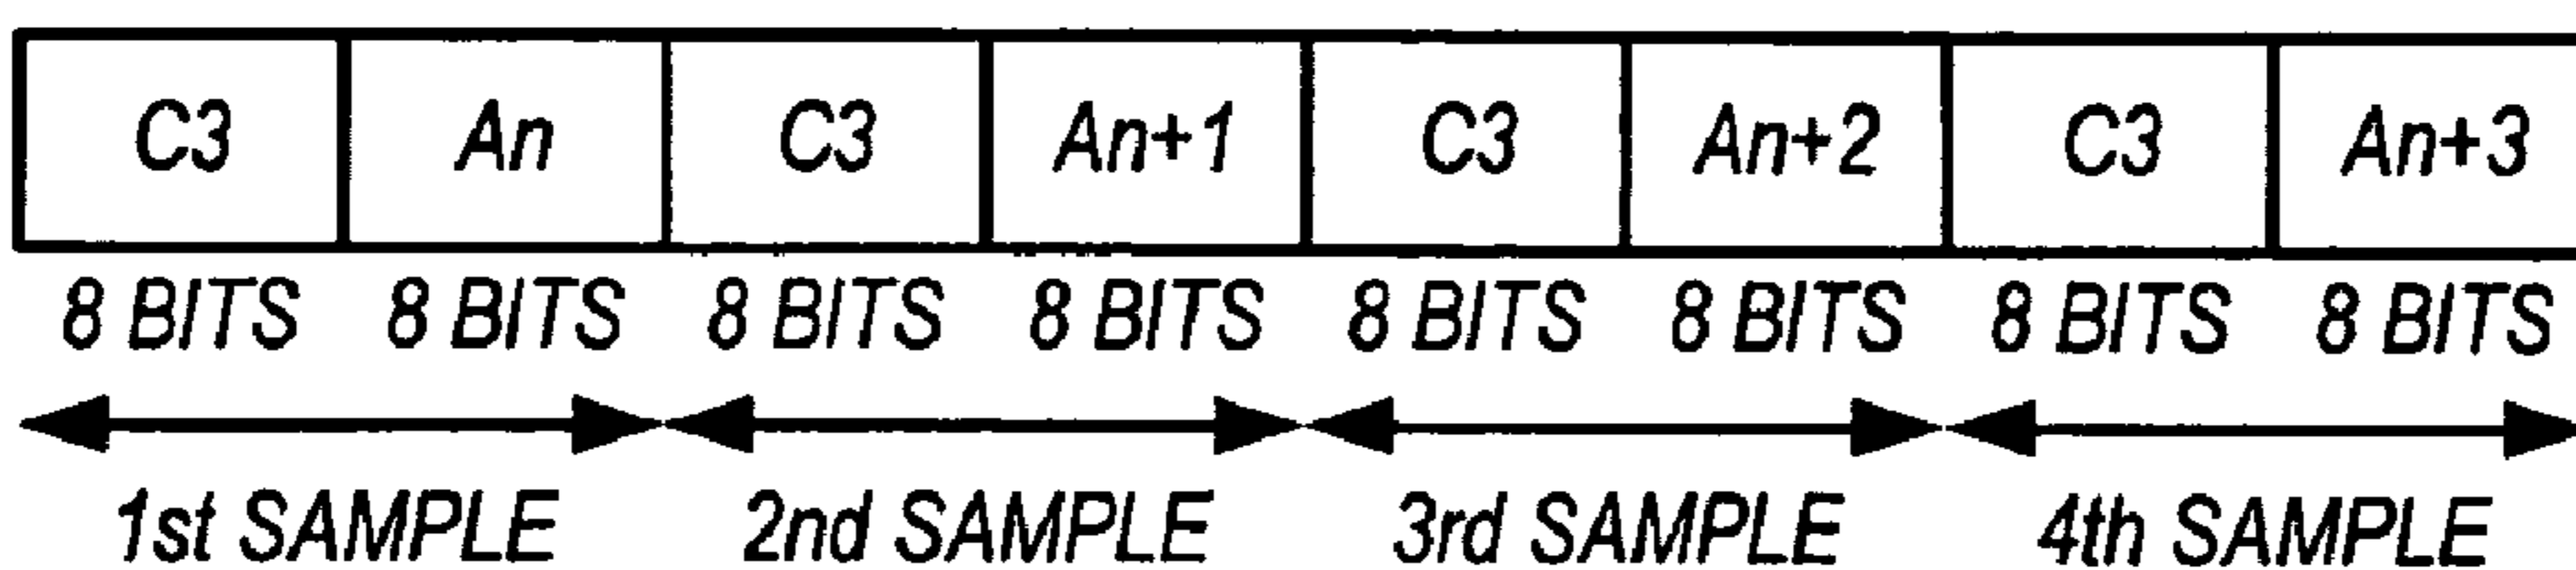 C3 An C3 An+1 C3 An+2 C3 An+3
8 BITS 8 BITS 8 BITS 8 BITS 8 BITS 8 BITS 8 BITS 8 BITS
1st SAMPLE 2nd SAMPLE 3rd SAMPLE 4th SAMPLE